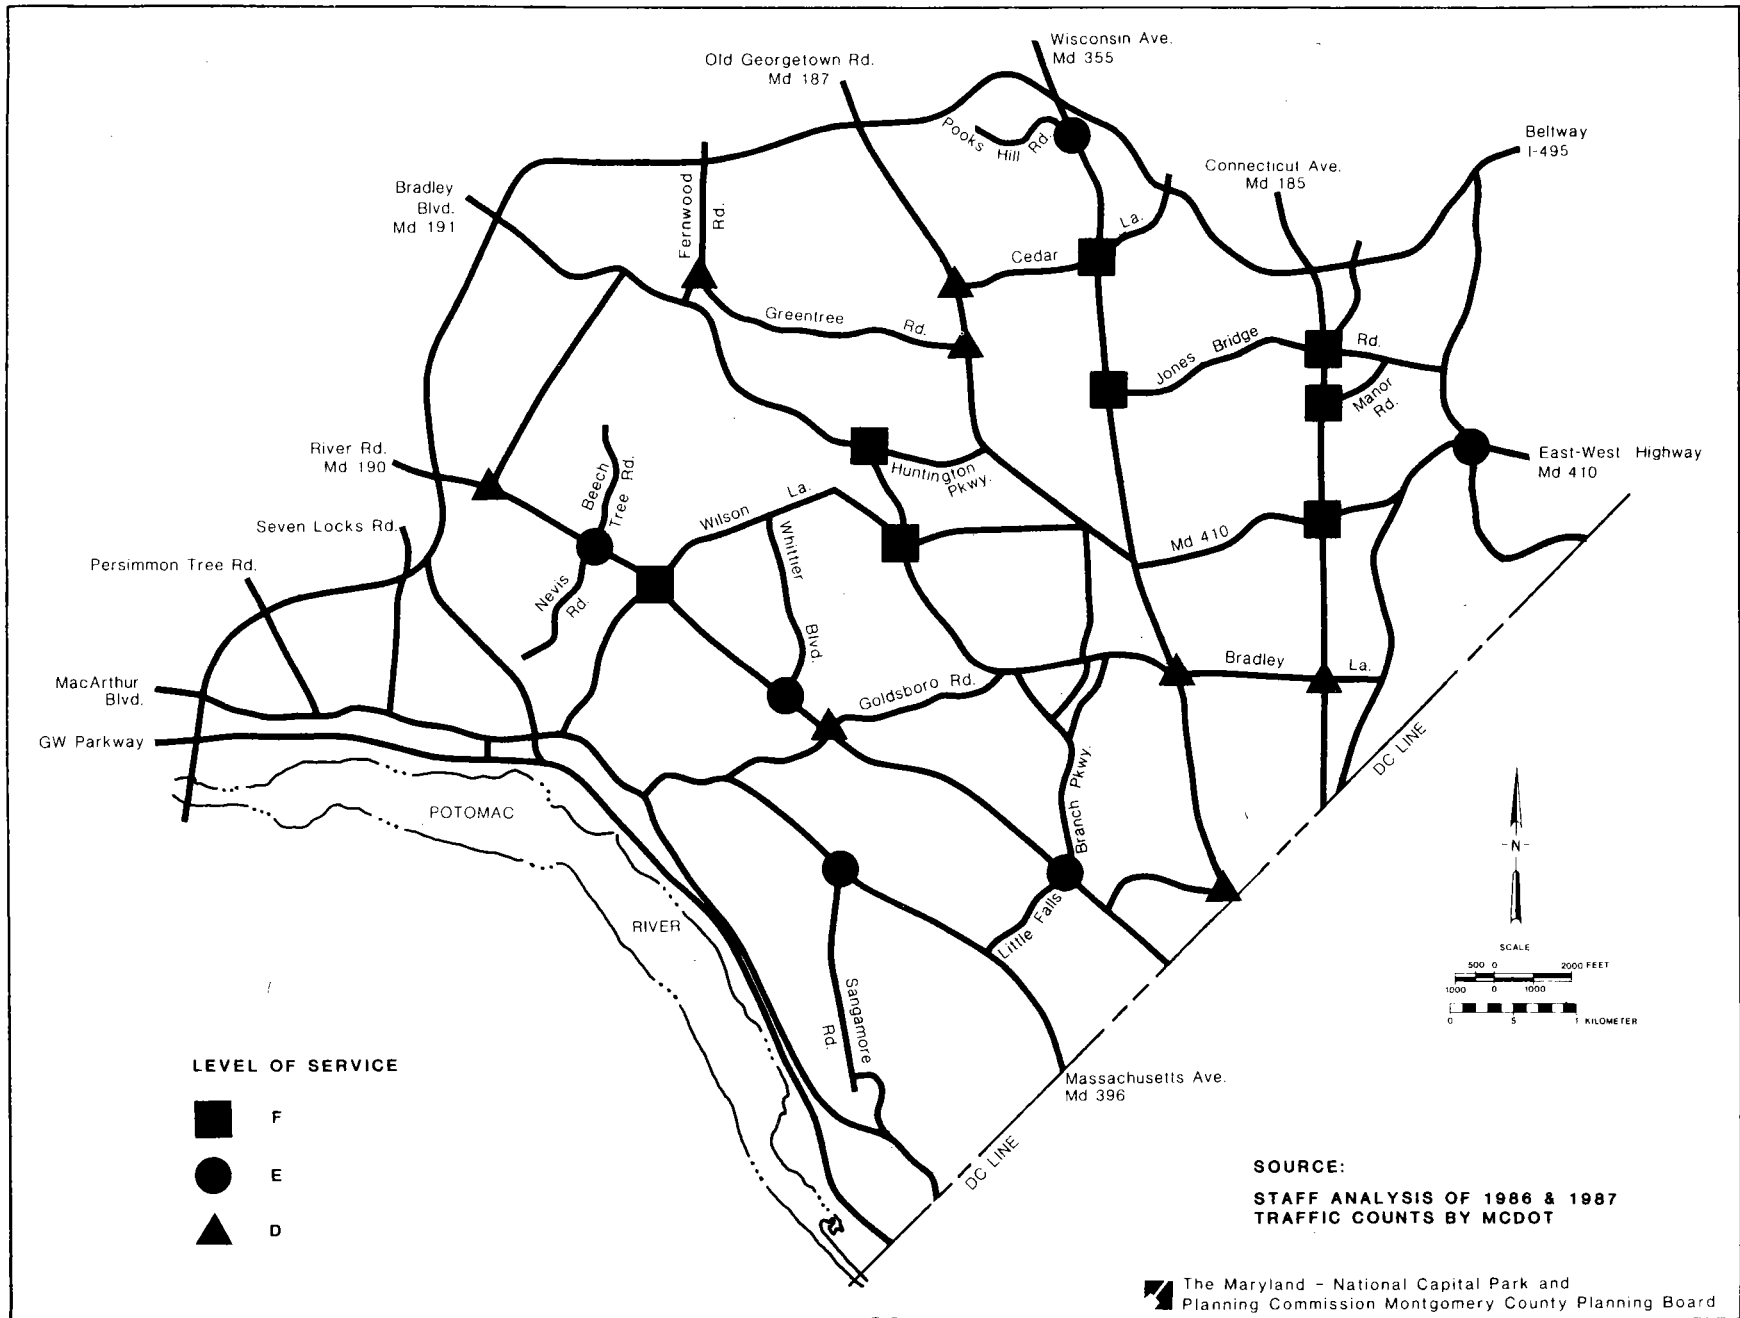 Wisconsin Ave.
Md 355
Old Georgetown Rd.
Md 187
Pooks
Hill
Rd.
Beltway
I-495
Connecticut Ave.
Md 185
Bradley
Blvd.
Md 191
Fernwood
Rd.
La.
Cedar
Greentree
Rd.
Jones
Bridge
Rd.
Manor
Rd.
River Rd.
Md 190
Beech
Tree Rd.
Huntington
Pkwy.
East-West Highway
Md 410
Wilson
La.
Whittier
Blvd.
Seven Locks Rd.
Persimmon Tree Rd.
Nevis
Rd.
Md 410
MacArthur
Blvd.
GW Parkway
Goldsboro Rd.
Bradley
La.
DC LINE
POTOMAC
RIVER
Branch Pkwy.
Little Falls
Sangamore
Rd.
-N-
SCALE
500 0 2000 FEET
1000 0 1000
0 5 1 KILOMETER
Massachusetts Ave.
Md 396
DC LINE
LEVEL OF SERVICE
F
E
D
SOURCE:
STAFF ANALYSIS OF 1986 & 1987
TRAFFIC COUNTS BY MCDOT
The Maryland - National Capital Park and
Planning Commission Montgomery County Planning Board